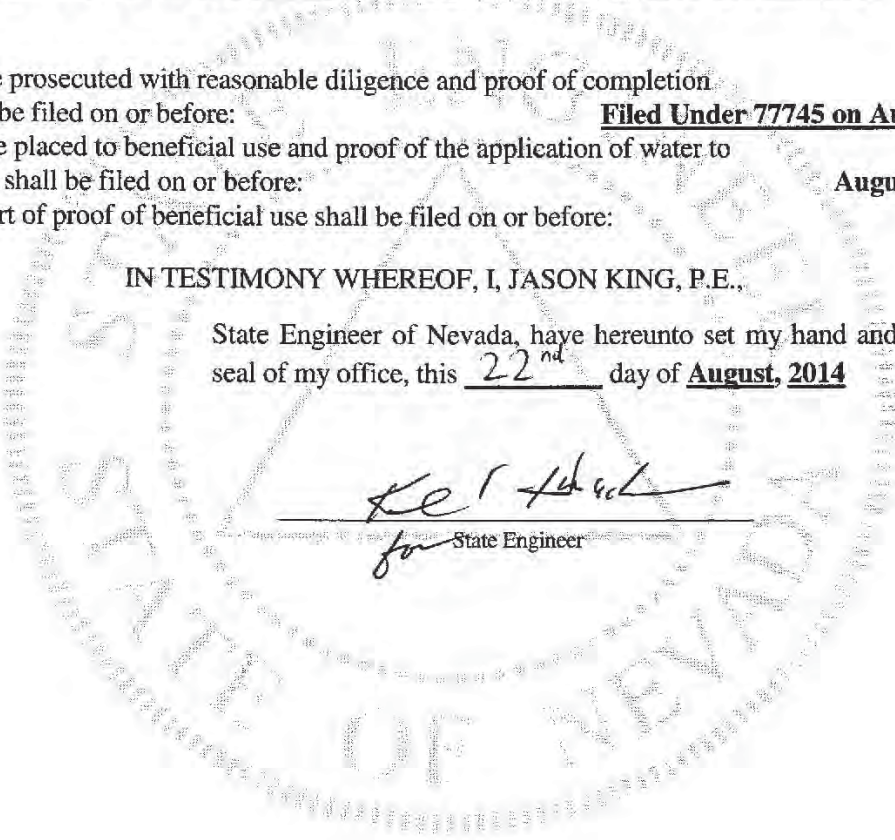 prosecuted with reasonable diligence and proof of completion
be filed on or before: Filed Under 77745 on Au
placed to beneficial use and proof of the application of water to
shall be filed on or before: Augu
rt of proof of beneficial use shall be filed on or before:
IN TESTIMONY WHEREOF, I, JASON KING, P.E.,
State Engineer of Nevada, have hereunto set my hand and
seal of my office, this 22nd day of August, 2014
for State Engineer
STATE OF NEVADA